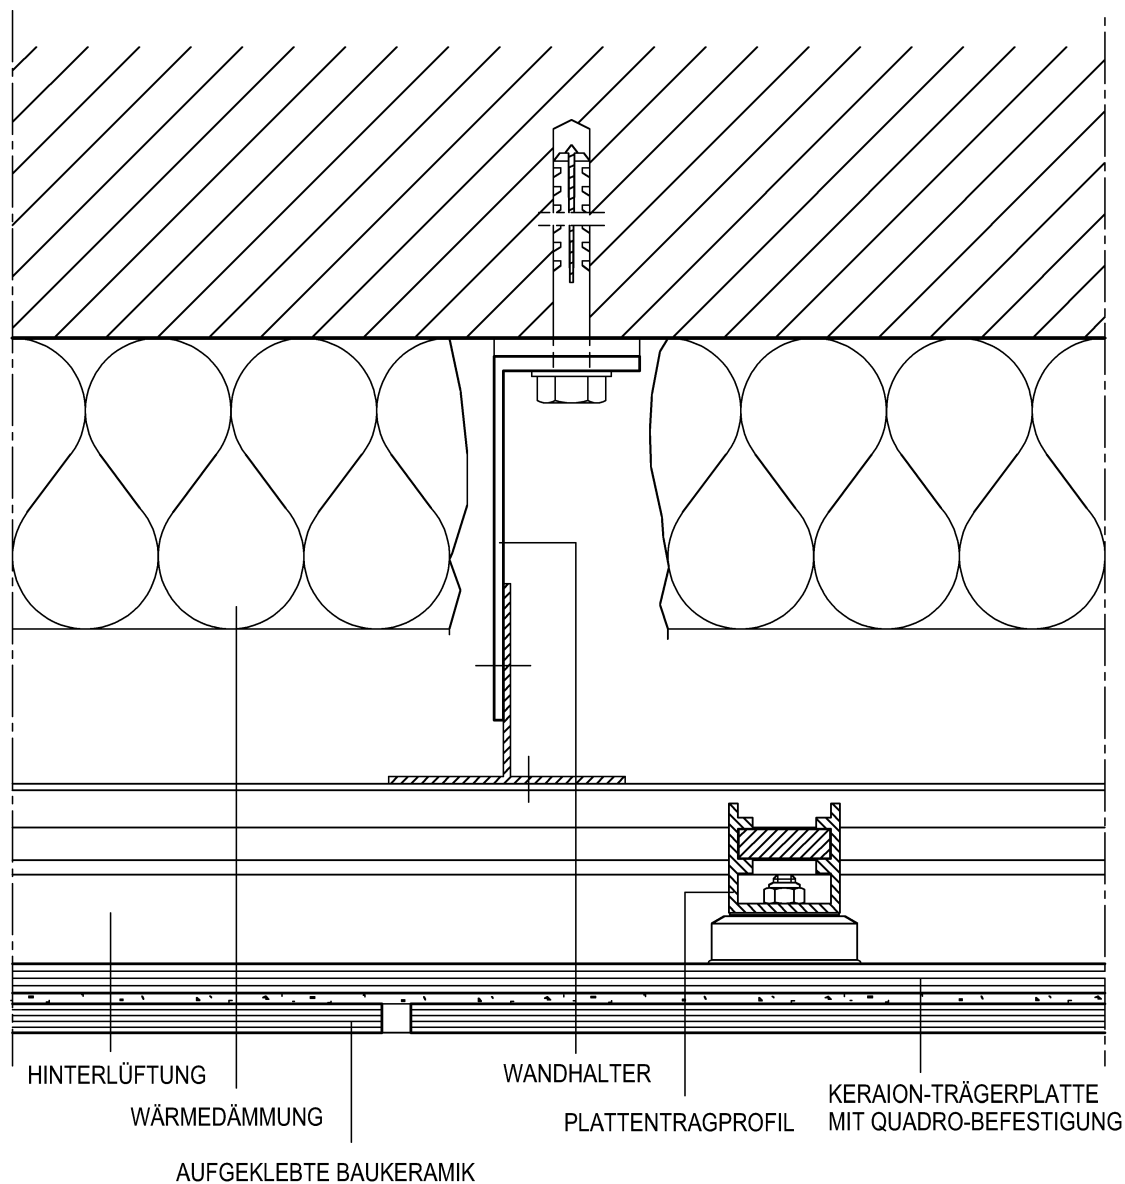 HINTERLÜFTUNG
WÄRMEDÄMMUNG
AUFGEKLEBTE BAUKERAMIK
WANDHALTER
PLATTENTRAGPROFIL
KERAION-TRÄGERPLATTE
MIT QUADRO-BEFESTIGUNG